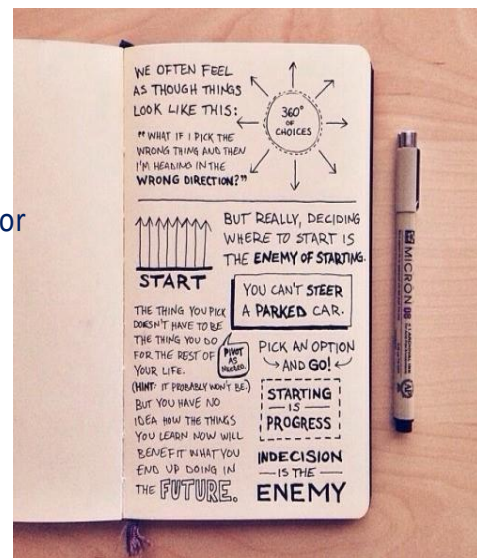 or
WE OFTEN FEEL
AS THOUGH THINGS
LOOK LIKE THIS:
"WHAT IF I PICK THE
WRONG THING AND THEN
I'M HEADING IN THE
WRONG DIRECTION?"
360°
OF
CHOICES
START
BUT REALLY, DECIDING
WHERE TO START IS
THE ENEMY OF STARTING.
YOU CAN'T STEER
A PARKED CAR.
THE THING YOU PICK
DOESN'T HAVE TO BE
THE THING YOU DO
FOR THE REST OF
YOUR LIFE.
(HINT: IT PROBABLY WON'T BE.)
BUT YOU HAVE NO
IDEA HOW THE THINGS
YOU LEARN NOW WILL
BENEFIT WHAT YOU
END UP DOING IN
THE FUTURE.
PIVOT
AS
NEEDED.
PICK AN OPTION
AND GO!
STARTING
IS
PROGRESS
INDECISION
IS THE
ENEMY
MICRON 08